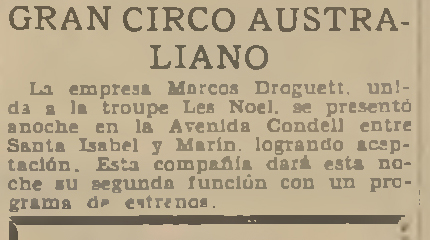 GRAN CIRCO AUSTRA-
LIANO
La empresa Marcos Droguett, uni-
da a la troupe Les Noel, se presentó
anoche en la Avenida Condell entre
Santa Isabel y Marín, logrando acep-
tación. Esta compañía dará esta no-
che su segunda función con un pro-
grama de estrenos.